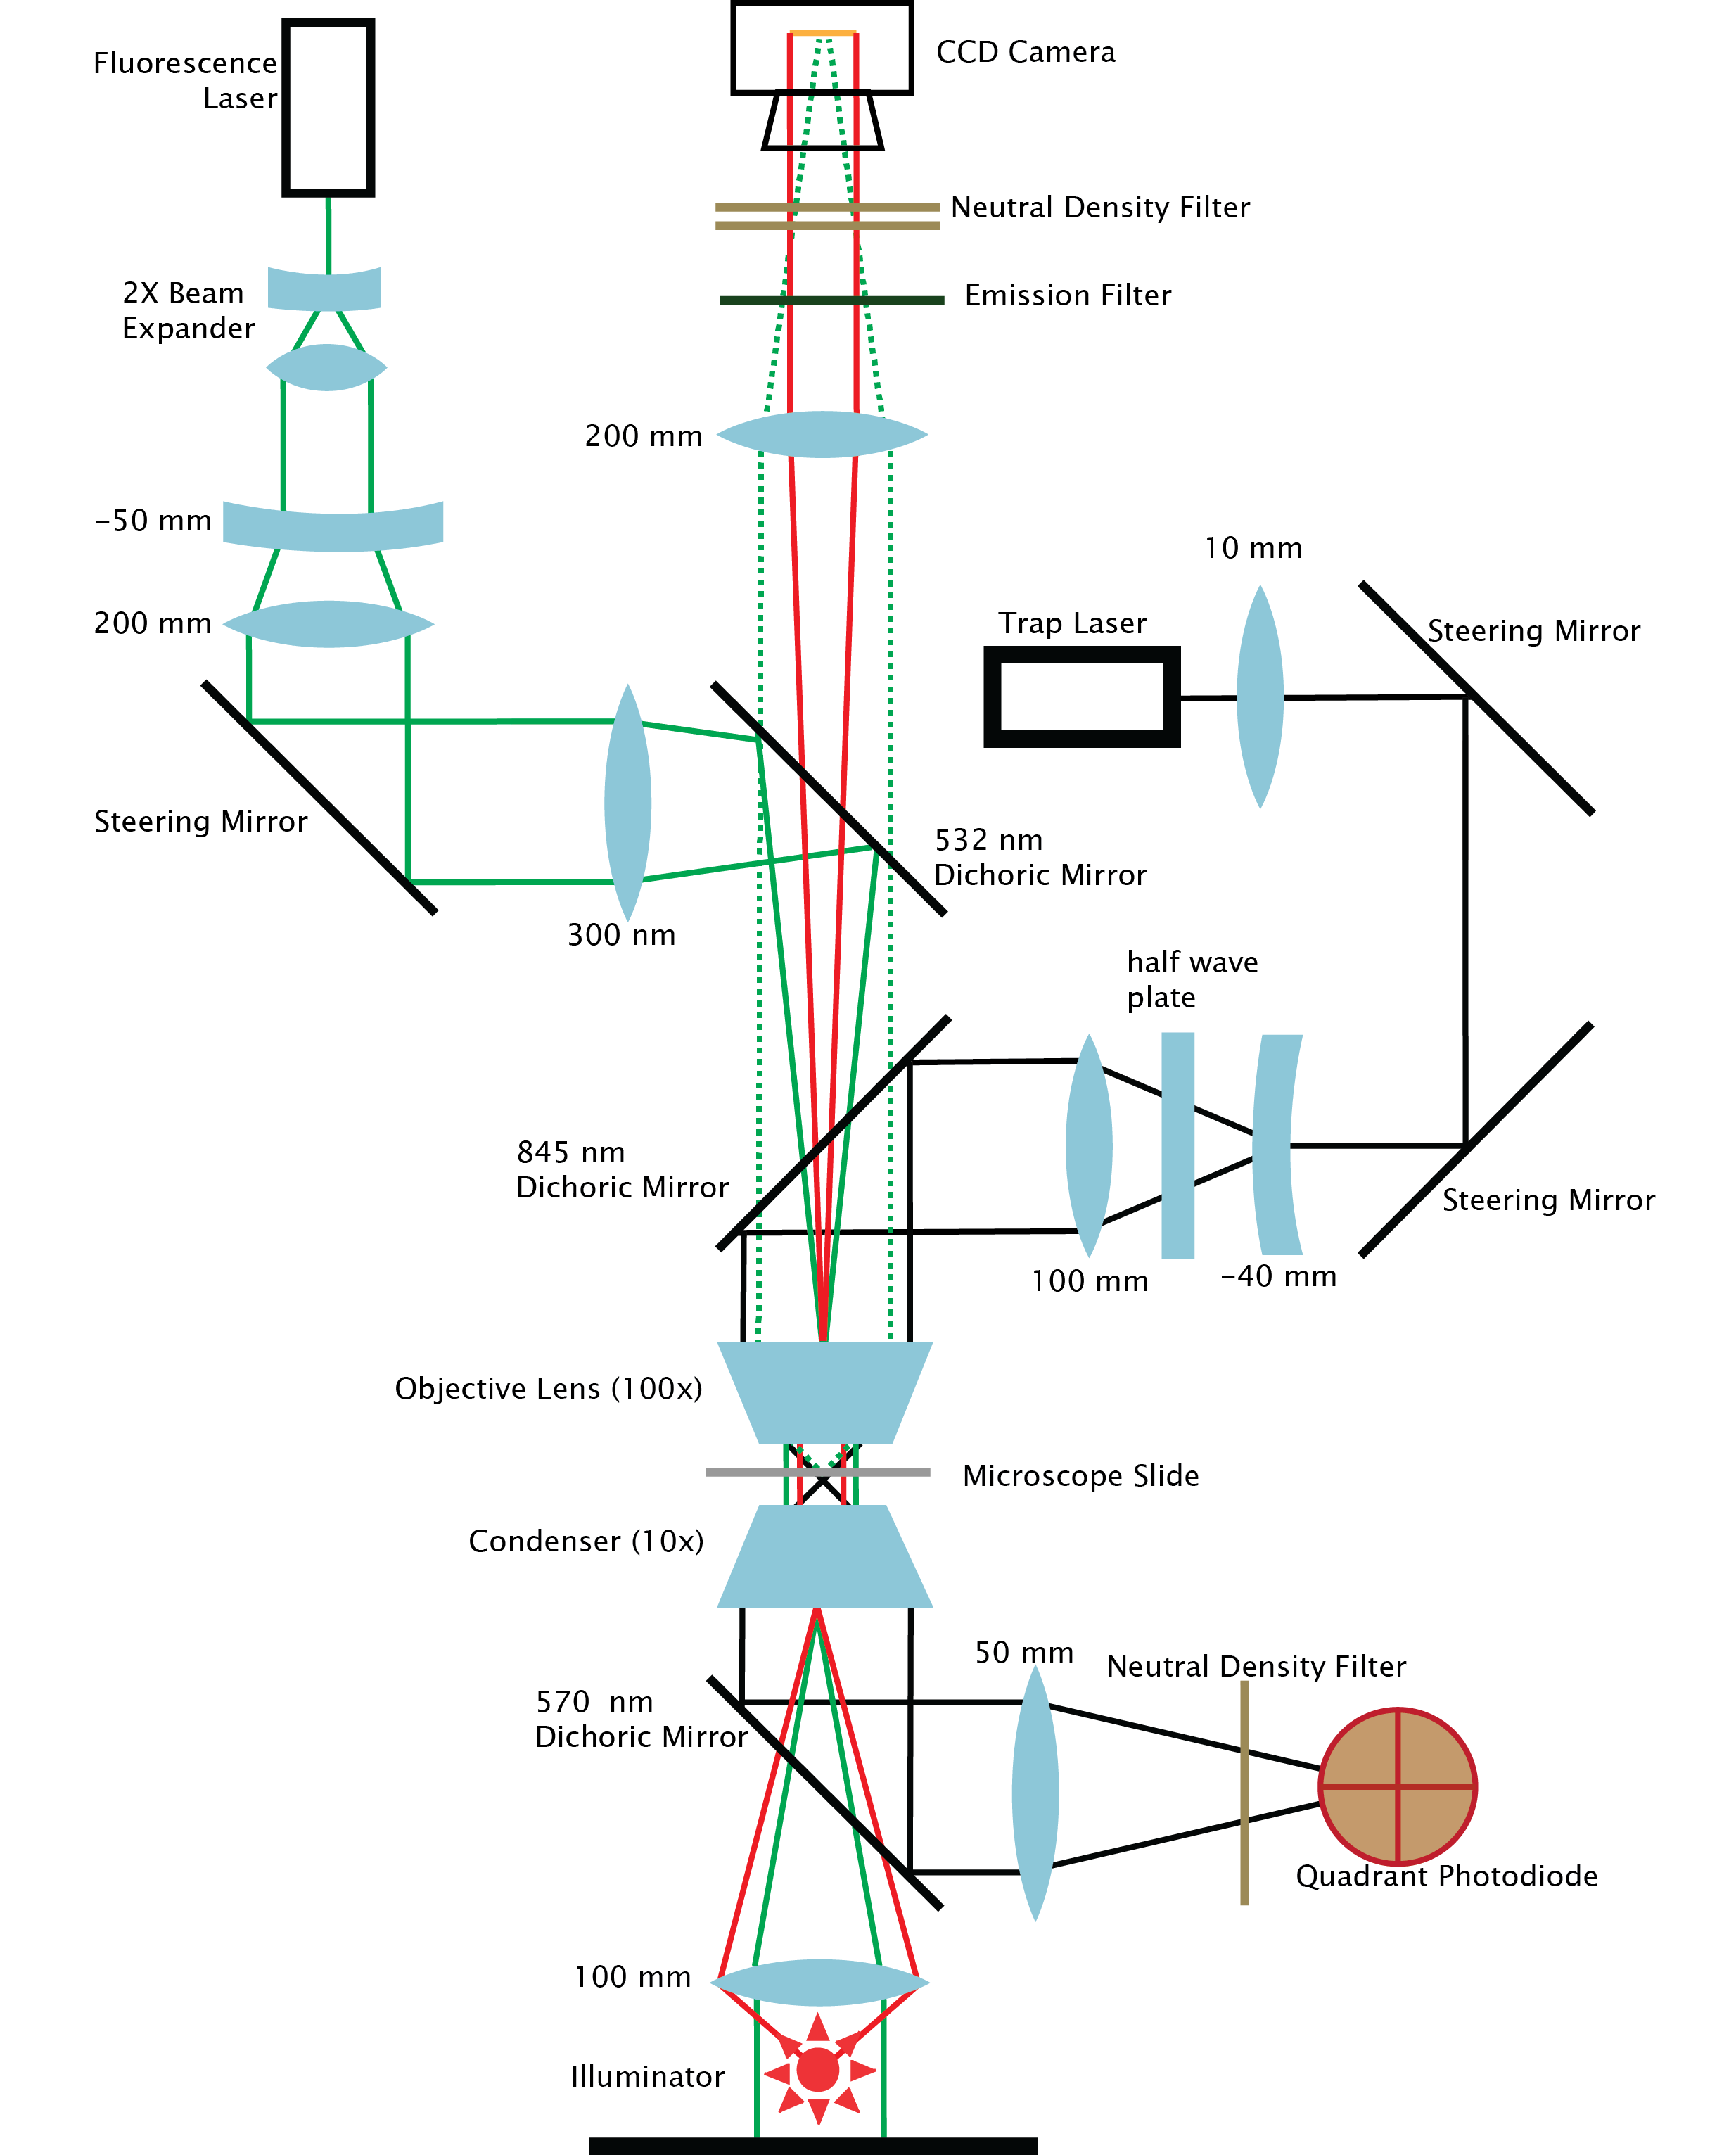 Fluorescence
Laser
CCD Camera
Neutral Density Filter
2X Beam
Expander
Emission Filter
200 mm
-50 mm
10 mm
200 mm
Trap Laser
Steering Mirror
Steering Mirror
532 nm
Dichoric Mirror
300 nm
half wave
plate
845 nm
Dichoric Mirror
Steering Mirror
100 mm
-40 mm
Objective Lens (100x)
Microscope Slide
Condenser (10x)
50 mm
Neutral Density Filter
570 nm
Dichoric Mirror
Quadrant Photodiode
100 mm
Illuminator